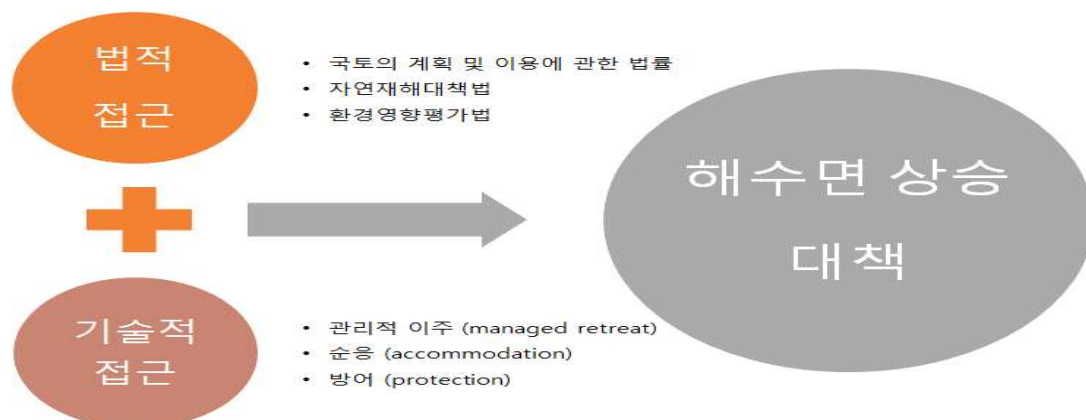 법적
접근
• 국토의 계획 및 이용에 관한 법률
• 자연재해대책법
• 환경영향평가법
기술적
접근
• 관리적 이주 (managed retreat)
• 순응 (accommodation)
• 방어 (protection)
해수면 상승
대책